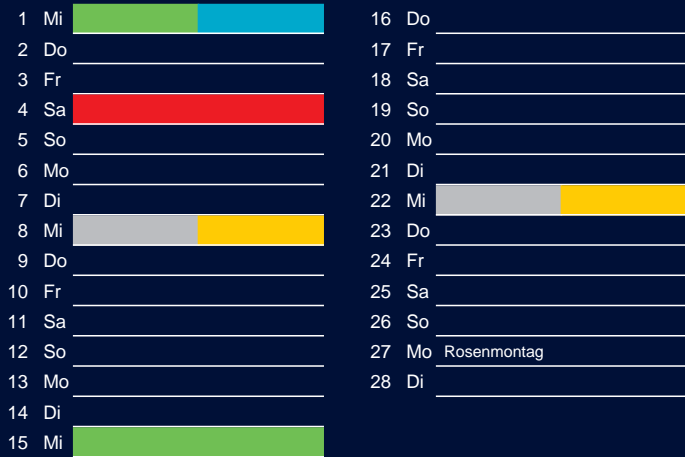 1 Mi
2 Do
3 Fr
4 Sa
5 So
6 Mo
7 Di
8 Mi
9 Do
10 Fr
11 Sa
12 So
13 Mo
14 Di
15 Mi
16 Do
17 Fr
18 Sa
19 So
20 Mo
21 Di
22 Mi
23 Do
24 Fr
25 Sa
26 So
27 Mo Rosenmontag
28 Di